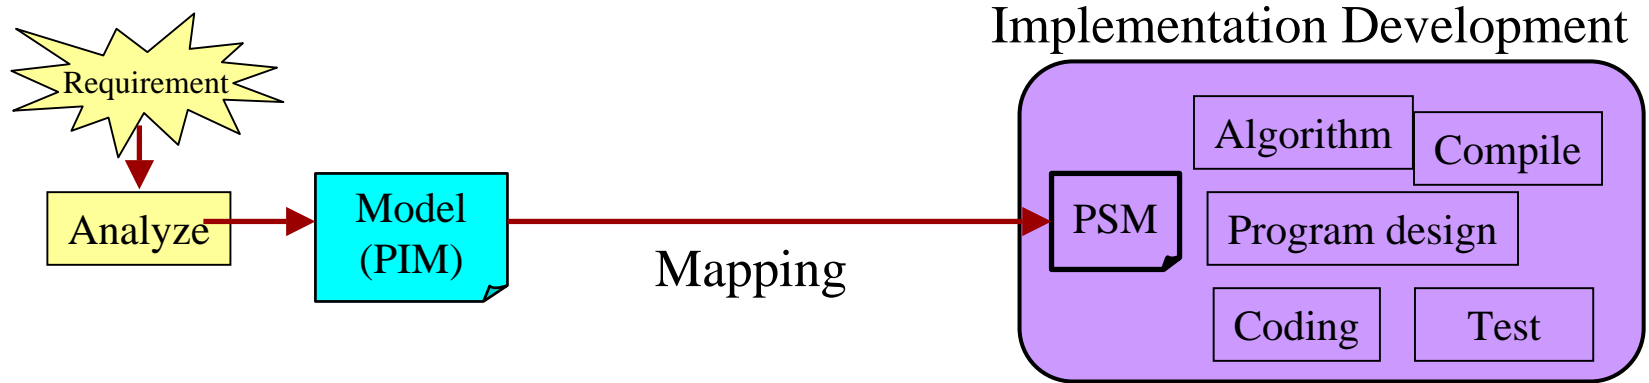 Implementation Development
Requirement
Analyze
Model
(PIM)
Mapping
PSM
Algorithm
Compile
Program design
Coding
Test